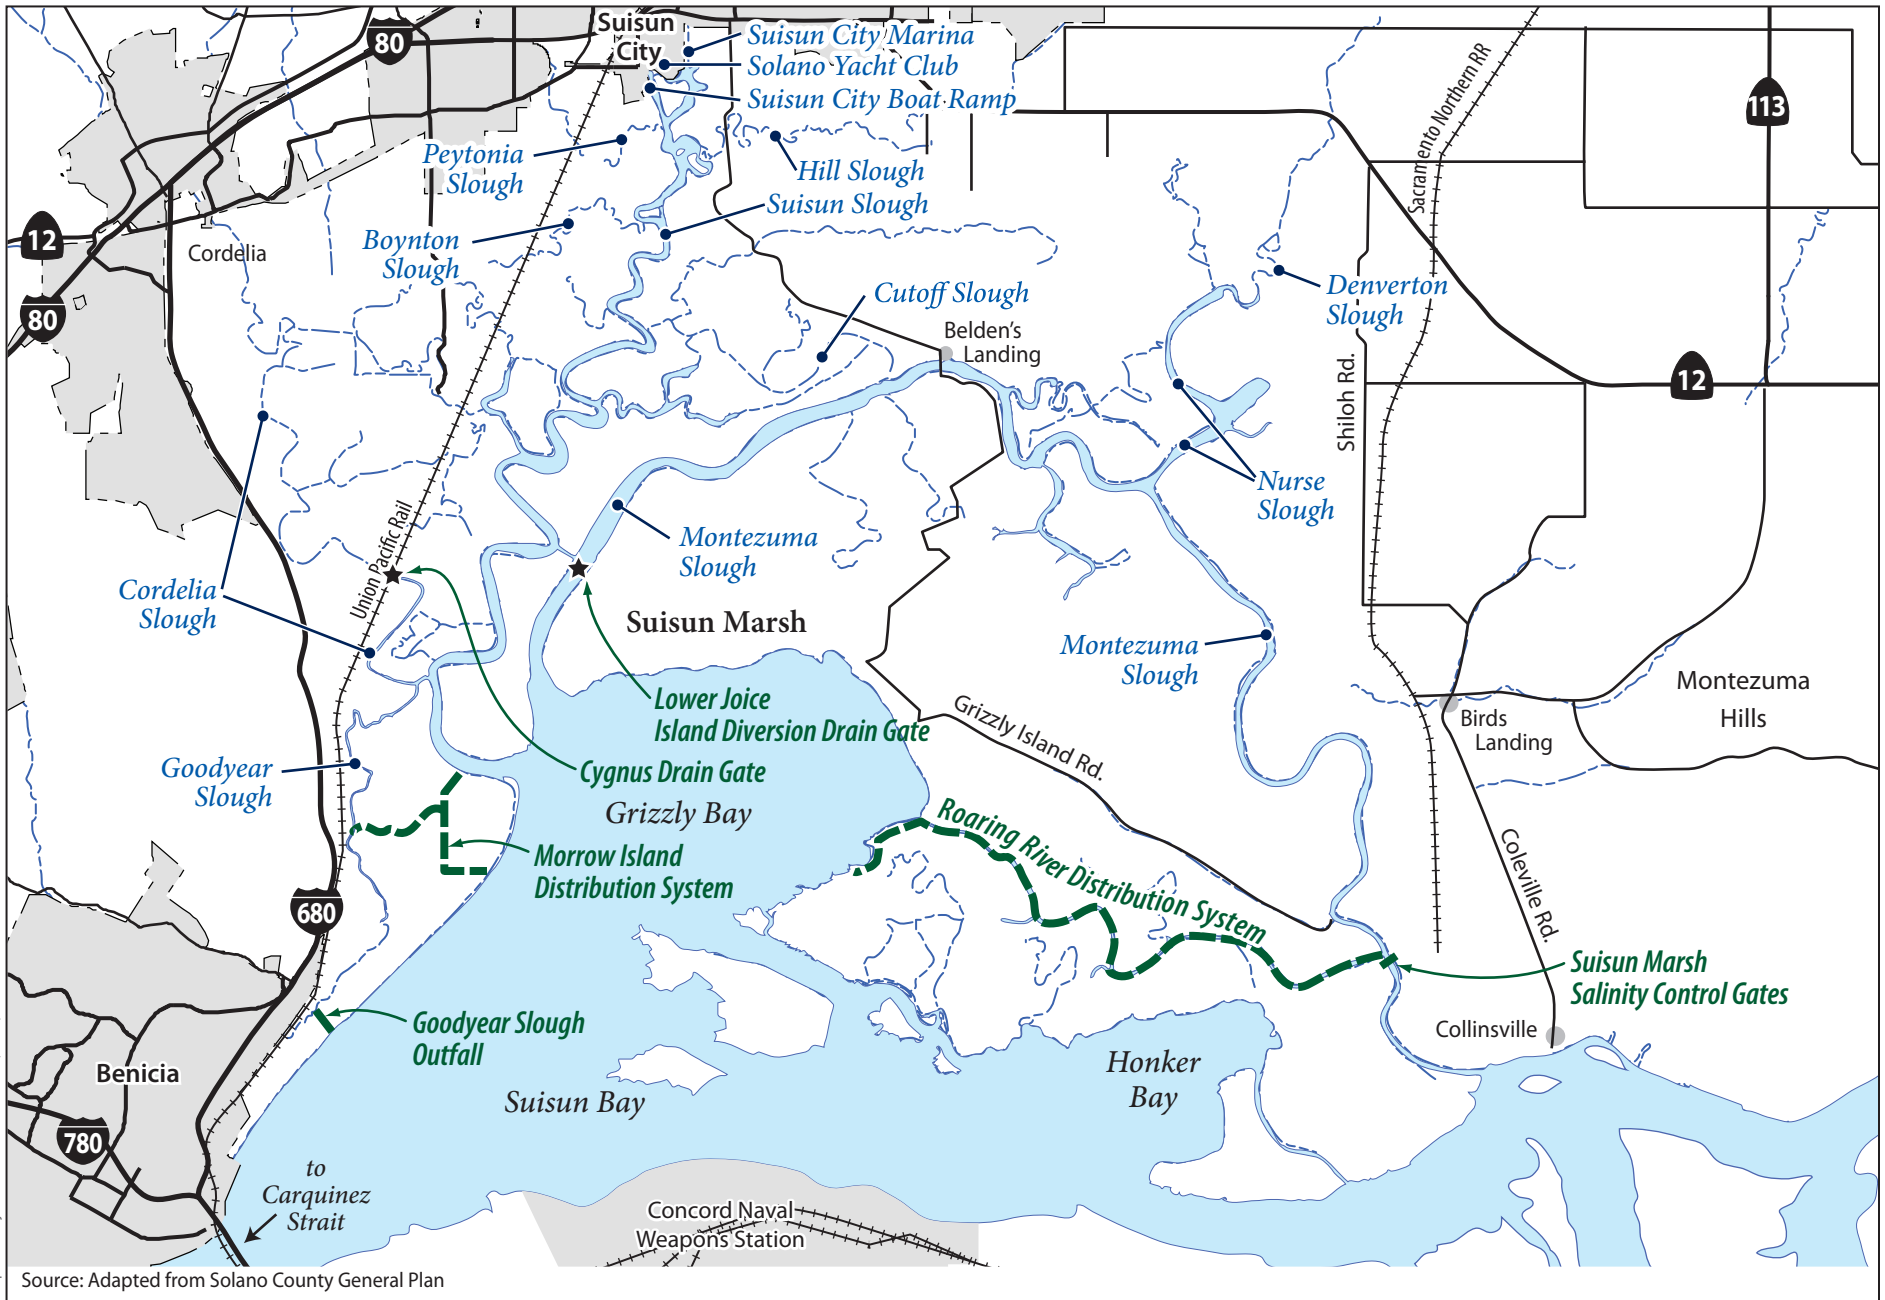 80
Suisun
City
Suisun City Marina
Solano Yacht Club
Suisun City Boat Ramp
Sacramento Northern RR
113
Peytonia
Slough
Hill Slough
Suisun Slough
12
Cordelia
Boynton
Slough
80
Cutoff Slough
Denverton
Slough
Belden's
Landing
Shiloh Rd.
12
Nurse
Slough
Union Pacific Rail
Montezuma
Slough
Cordelia
Slough
Suisun Marsh
Montezuma
Slough
Lower Joice
Island Diversion Drain Gate
Grizzly Island Rd.
Montezuma
Hills
Birds
Landing
Goodyear
Slough
Cygnus Drain Gate
Grizzly Bay
Roaring River Distribution System
Morrow Island
Distribution System
Coleville Rd.
680
Suisun Marsh
Salinity Control Gates
Goodyear Slough
Outfall
Collinsville
Benicia
Suisun Bay
Honker
Bay
780
to
Carquinez
Strait
Concord Naval
Weapons Station
Source: Adapted from Solano County General Plan